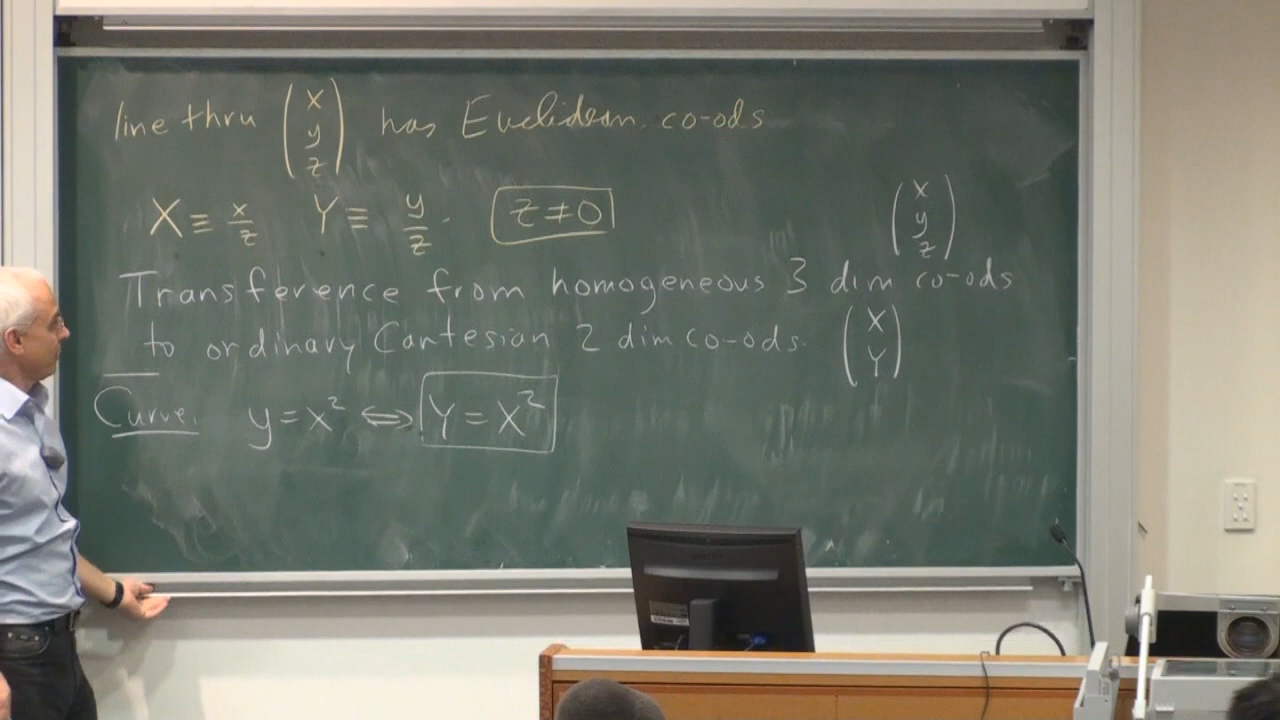 line thru (x y z) has Euclidean co-ods
X ≡ x/z Y ≡ y/z. z ≠ 0
(x y z)
Transference from homogeneous 3 dim co-ods
to ordinary Cartesian 2 dim co-ods. (X Y)
Curve. y = x² ⇔ Y = X²